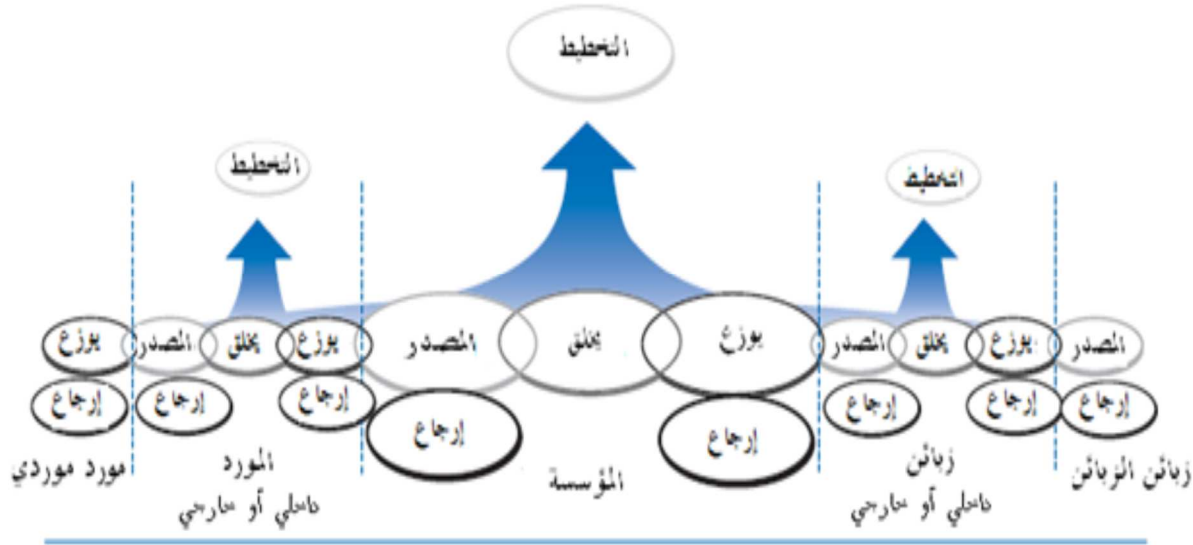 التخطيط
التخطيط
التخطيط
المصدر
يوزع
يخلق
المصدر
يوزع
يخلق
المصدر
يوزع
يخلق
المصدر
يوزع
إرجاع
إرجاع
إرجاع
إرجاع
إرجاع
إرجاع
إرجاع
إرجاع
زبائن الزبائن
زبائن
داخلي أو خارجي
المؤسسة
المورد
داخلي أو خارجي
مورد موردي